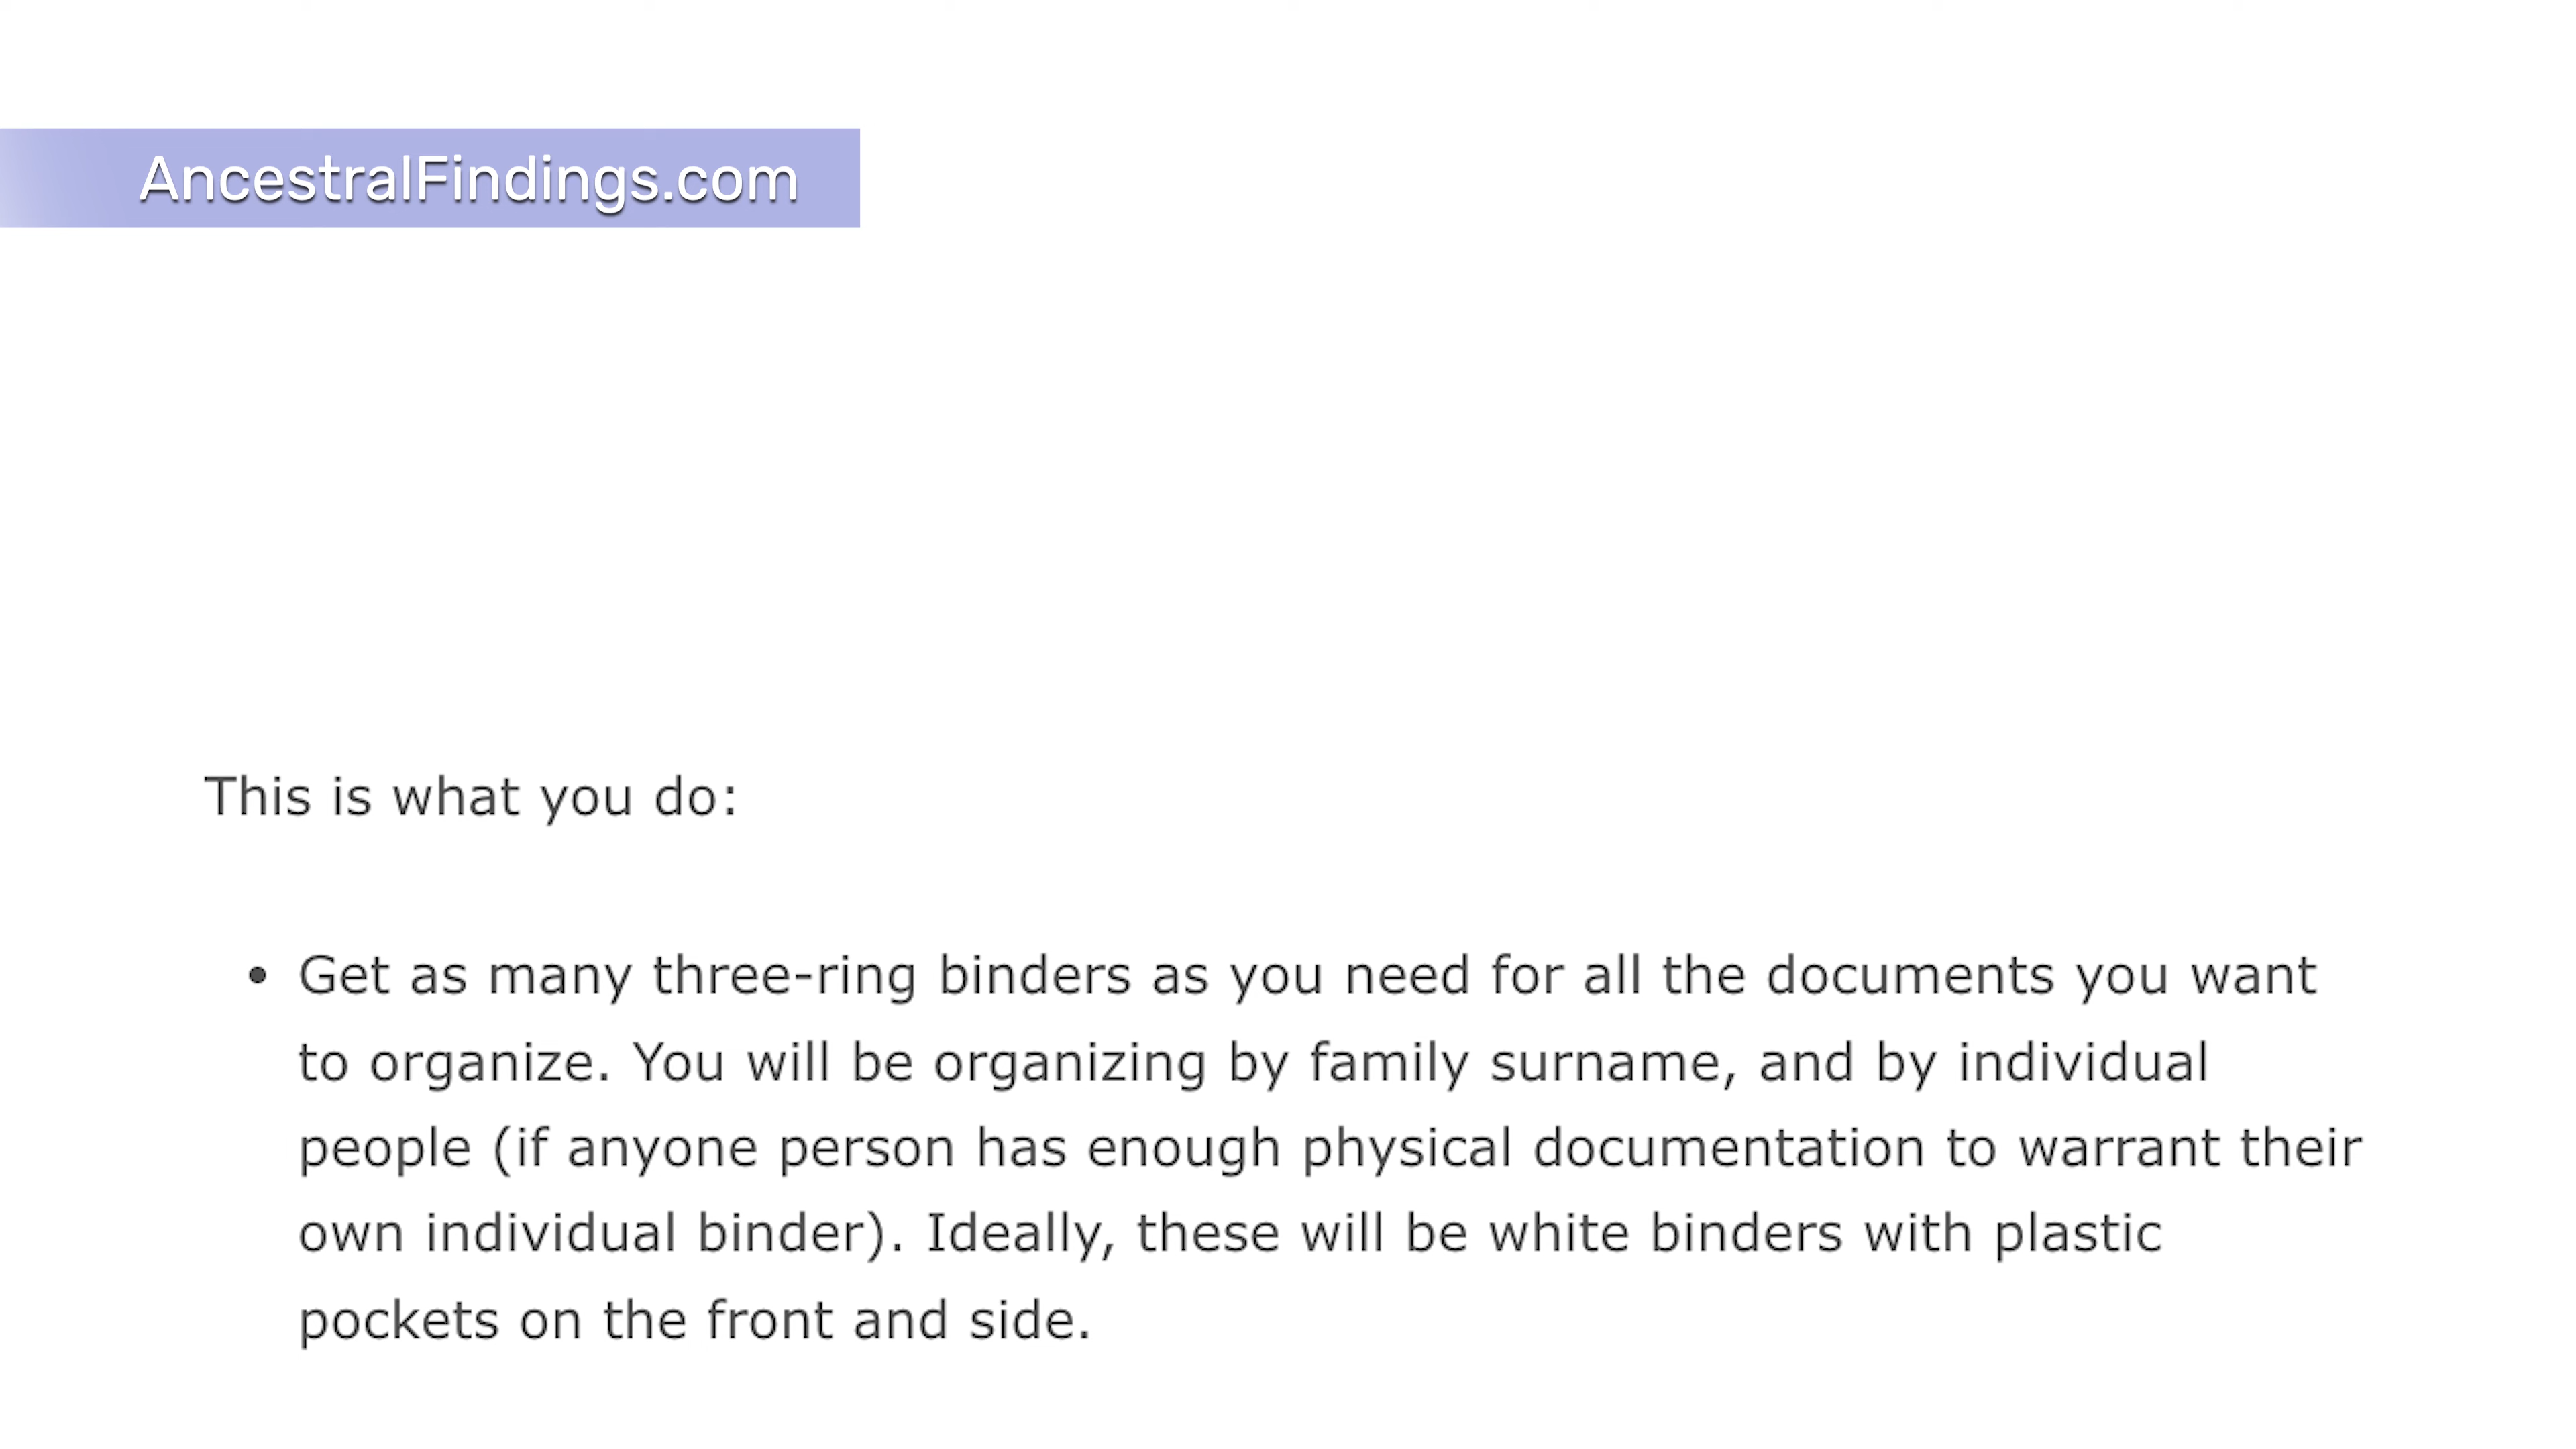 AncestralFindings.com
This is what you do:
• Get as many three-ring binders as you need for all the documents you want
to organize. You will be organizing by family surname, and by individual
people (if anyone person has enough physical documentation to warrant their
own individual binder). Ideally, these will be white binders with plastic
pockets on the front and side.